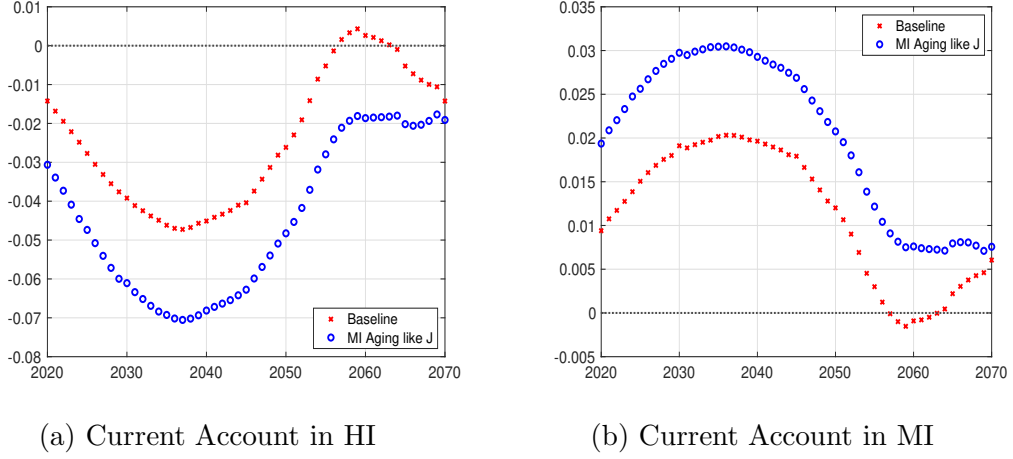 0.01
0
-0.01
-0.02
-0.03
-0.04
-0.05
-0.06
-0.07
-0.08
2020 2030 2040 2050 2060 2070
Baseline
MI Aging like J
(a) Current Account in HI
0.035
0.03
0.025
0.02
0.015
0.01
0.005
0
-0.005
2020 2030 2040 2050 2060 2070
Baseline
MI Aging like J
(b) Current Account in MI